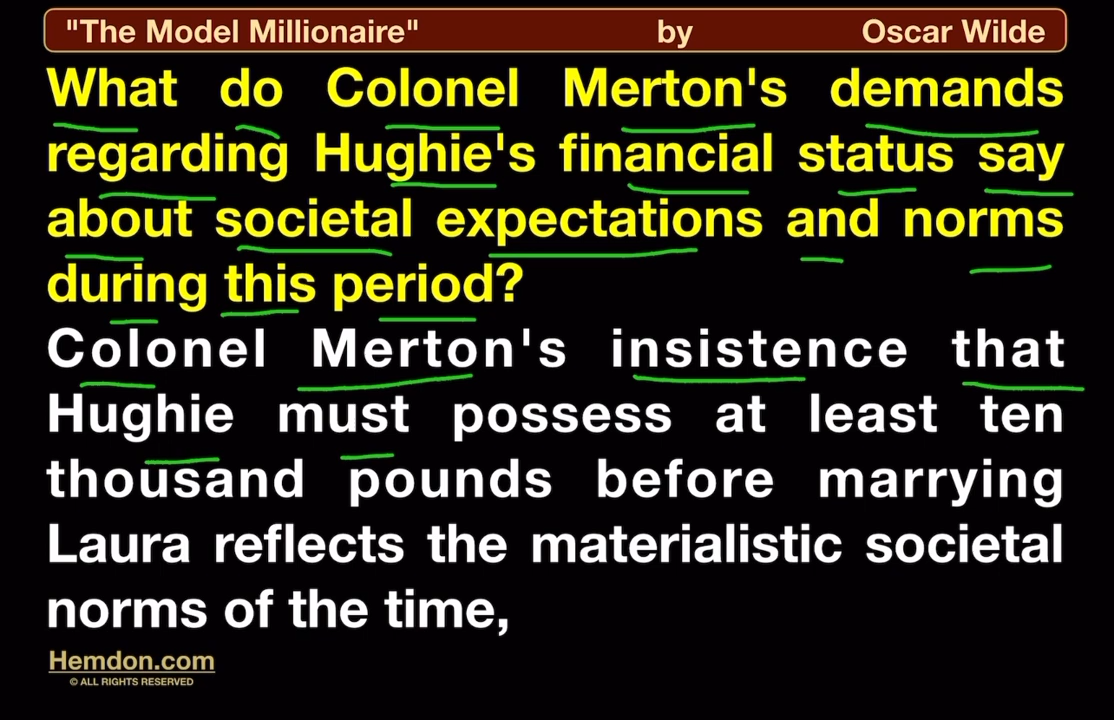 "The Model Millionaire" by Oscar Wilde
What do Colonel Merton's demands
regarding Hughie's financial status say
about societal expectations and norms
during this period?
Colonel Merton's insistence that
Hughie must possess at least ten
thousand pounds before marrying
Laura reflects the materialistic societal
norms of the time,
Hemdon.com
© ALL RIGHTS RESERVED